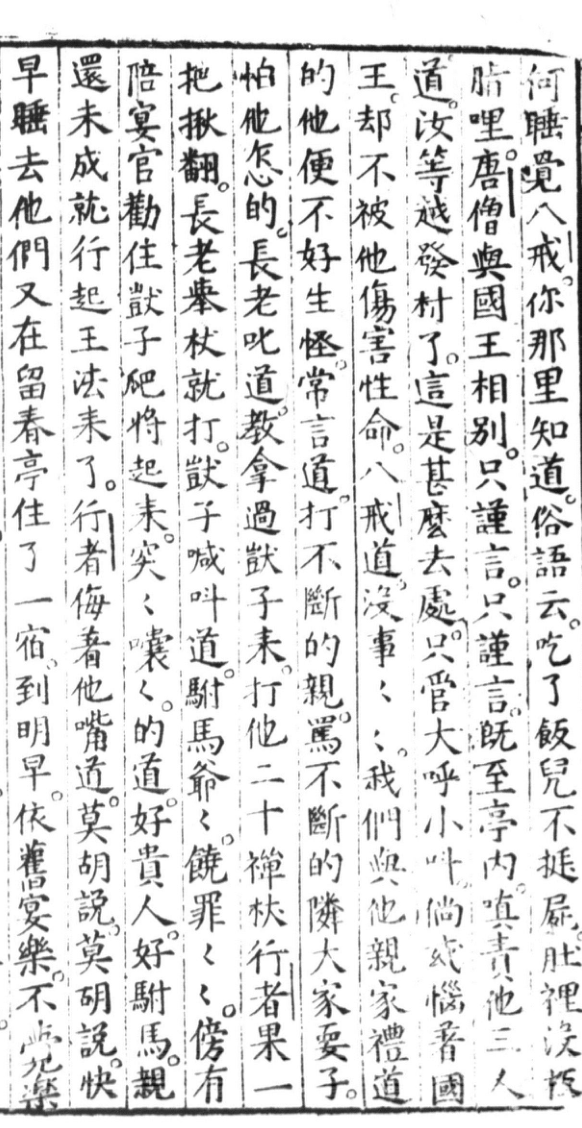 何睡覺八戒。你那里知道。俗語云。吃了飯兒不挺屍。肚裡沒板
脂哩。唐僧與國王相別。只謹言。只謹言。既至亭內。嗔責他三人
道。汝等越發村了。這是甚麼去處。只管大呼小叫。倘或惱着國
王。却不被他傷害性命。八戒道。沒事〻〻。我們與他親家禮道
的他便不好生怪。常言道。打不斷的親。罵不斷的隣大家耍子。
怕他怎的。長老叱道。教拿過獃子來。打他二十禪杖行者果一
把揪翻。長老舉杖就打。獃子喊叫道。駙馬爺〻。饒罪〻〻。傍有
陪宴官勸住獃子爬將起來。突〻囔〻。的道。好貴人。好駙馬。親
還未成就行起王法來了。行者侮着他嘴道。莫胡說。莫胡說。快
早睡去他們又在留春亭住了一宿。到明早。依舊宴樂。不覺樂